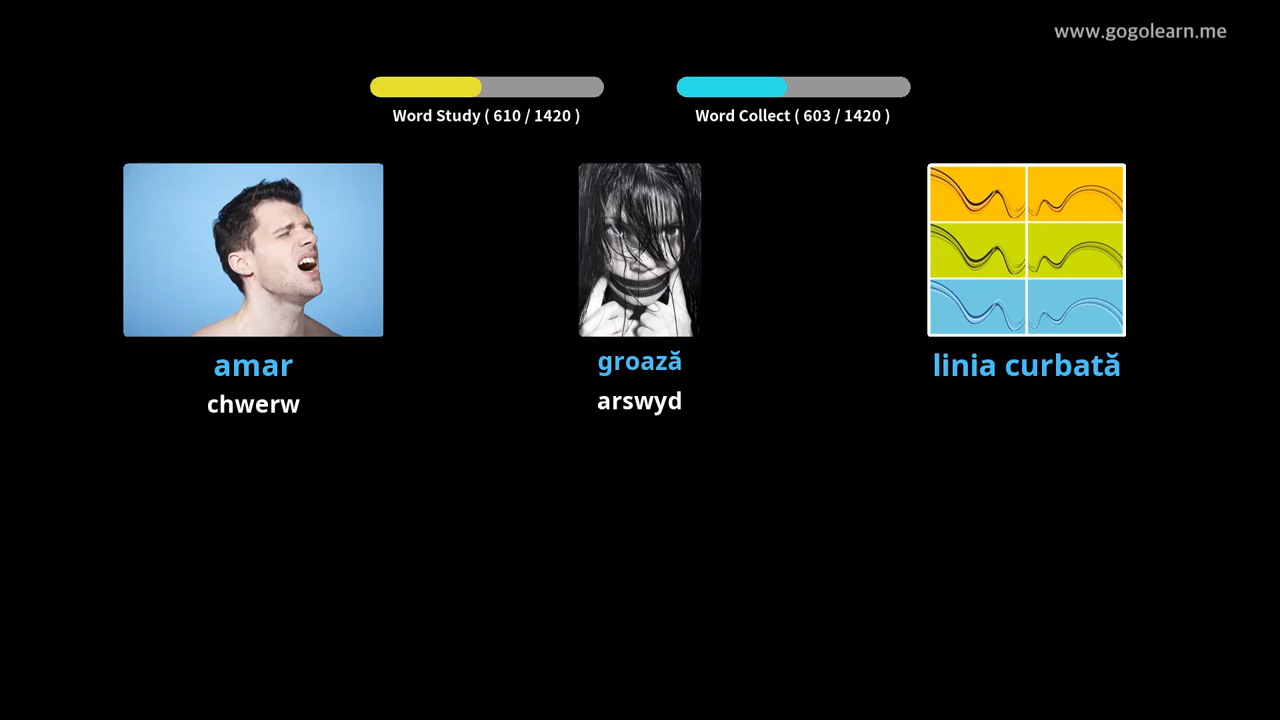 www.gogolearn.me
Word Study ( 610 / 1420 )
Word Collect ( 603 / 1420 )
amar
chwerw
groază
arswyd
linia curbată